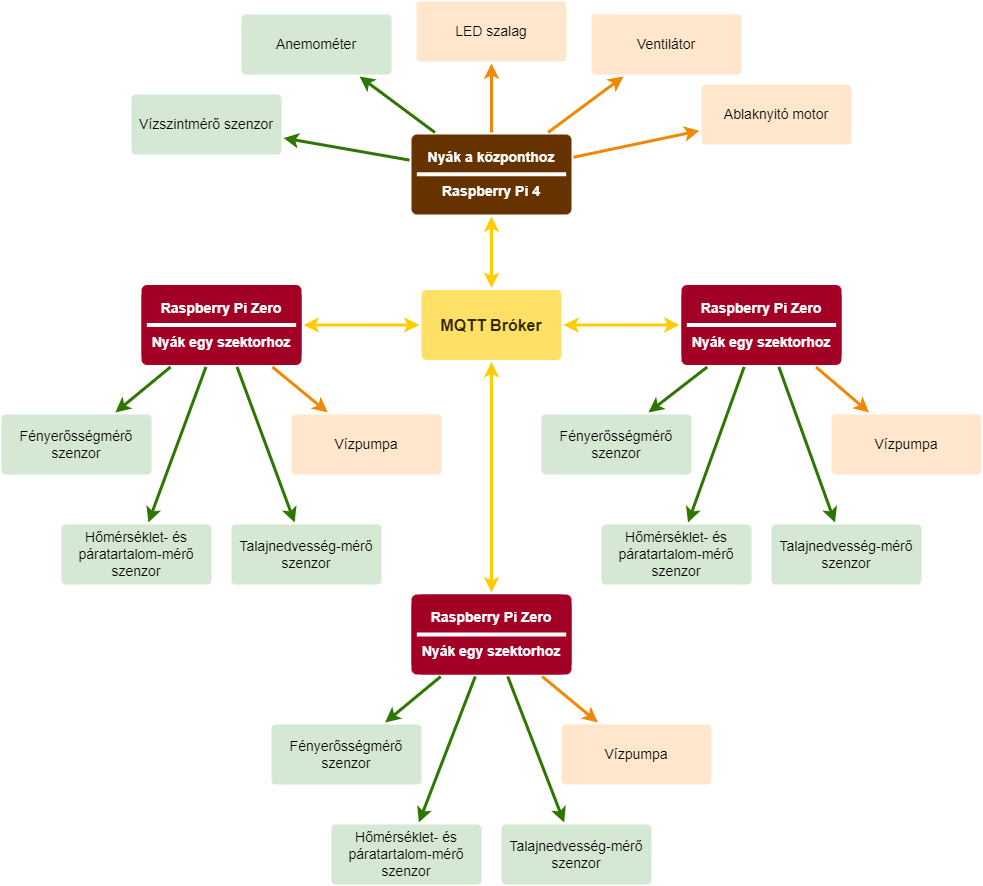 LED szalag
Anemométer
Ventilátor
Ablaknyitó motor
Vízszintmérő szenzor
Nyák a központhoz
Raspberry Pi 4
Raspberry Pi Zero
Nyák egy szektorhoz
MQTT Bróker
Raspberry Pi Zero
Nyák egy szektorhoz
Fényerősségmérő
szenzor
Vízpumpa
Hőmérséklet- és
páratartalom-mérő
szenzor
Talajnedvesség-mérő
szenzor
Fényerősségmérő
szenzor
Vízpumpa
Hőmérséklet- és
páratartalom-mérő
szenzor
Talajnedvesség-mérő
szenzor
Raspberry Pi Zero
Nyák egy szektorhoz
Fényerősségmérő
szenzor
Vízpumpa
Hőmérséklet- és
páratartalom-mérő
szenzor
Talajnedvesség-mérő
szenzor